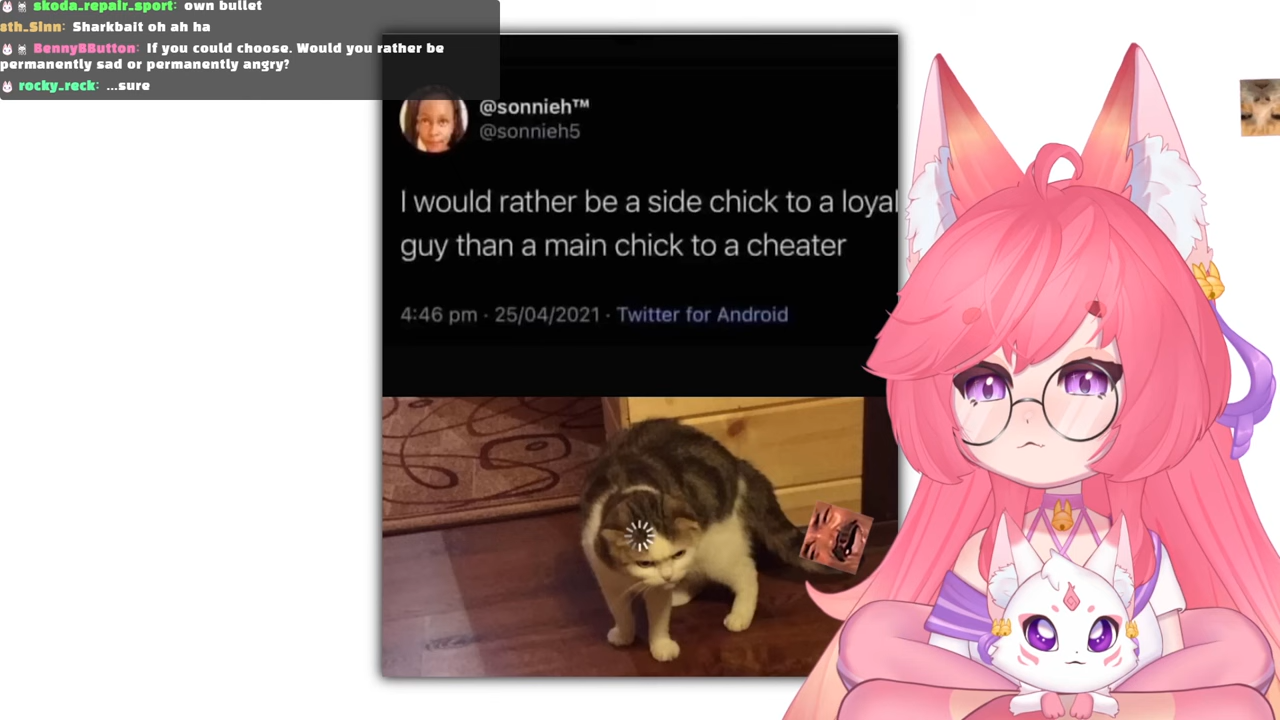 skoda_repair_sport: own bullet
sth_Sinn: Sharkbait oh ah ha
BennyBButton: If you could choose. Would you rather be
permanently sad or permanently angry?
rocky_reck: ...sure
@sonnieh™
@sonnieh5
I would rather be a side chick to a loyal
guy than a main chick to a cheater
4:46 pm · 25/04/2021 · Twitter for Android